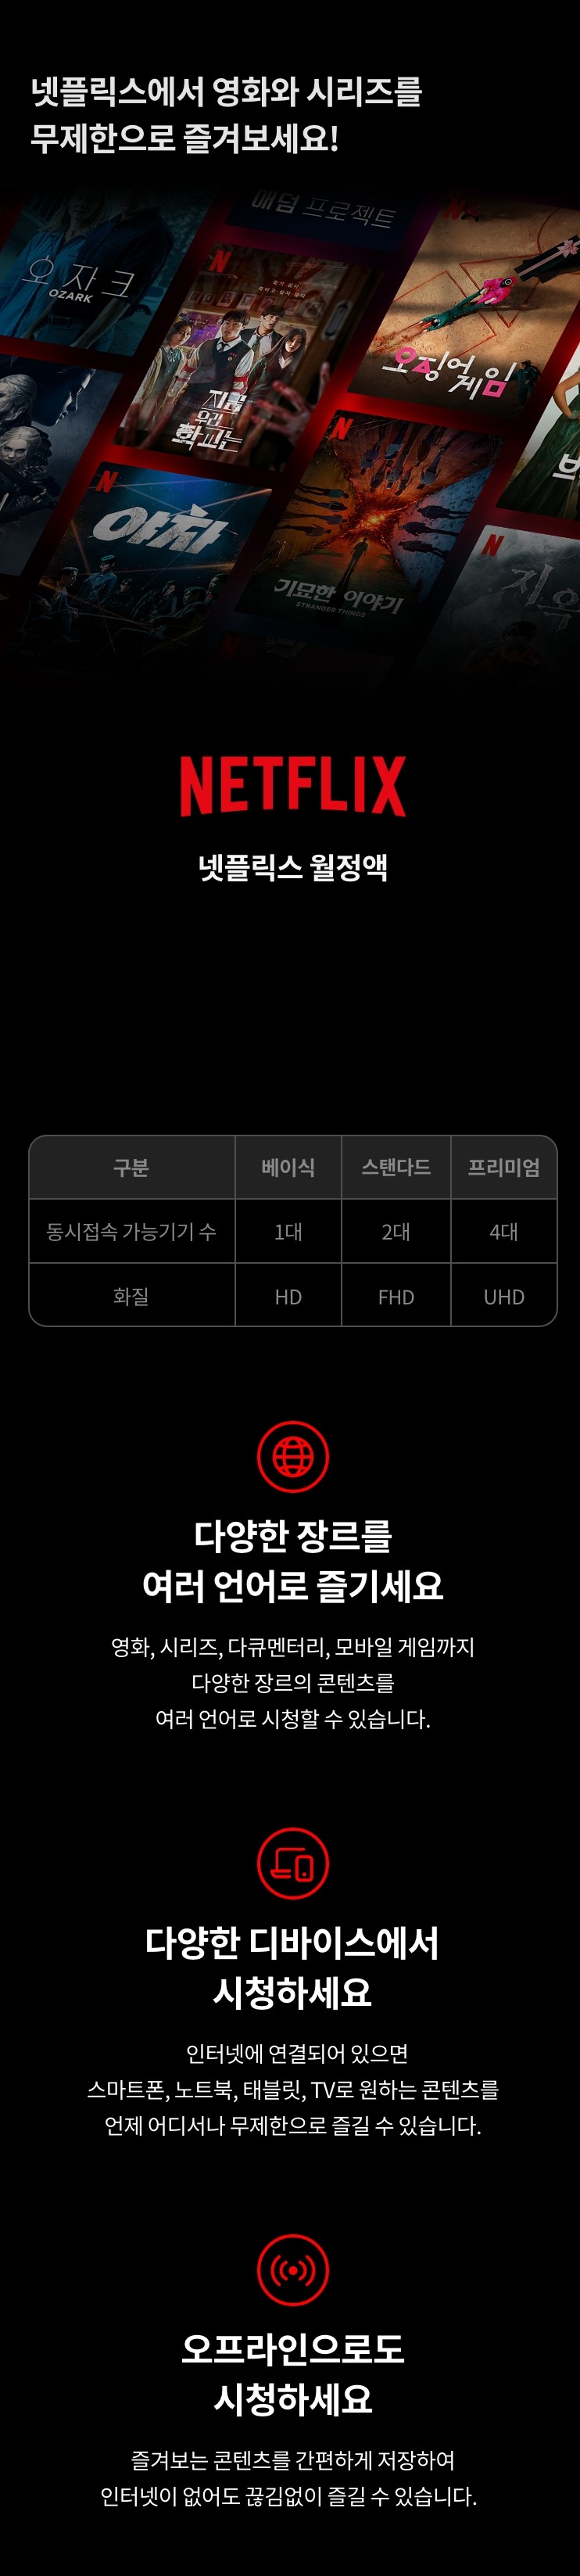 넷플릭스에서 영화와 시리즈를
무제한으로 즐겨보세요!
애덤 프로젝트
오자크
OZARK
오징어
게임
지금
우리
학교는
야차
기묘한 이야기
STRANGER THINGS
지옥
NETFLIX
넷플릭스 월정액
구분 베이식 스탠다드 프리미엄
동시접속 가능기기 수 1대 2대 4대
화질 HD FHD UHD
다양한 장르를
여러 언어로 즐기세요
영화, 시리즈, 다큐멘터리, 모바일 게임까지
다양한 장르의 콘텐츠를
여러 언어로 시청할 수 있습니다.
다양한 디바이스에서
시청하세요
인터넷에 연결되어 있으면
스마트폰, 노트북, 태블릿, TV로 원하는 콘텐츠를
언제 어디서나 무제한으로 즐길 수 있습니다.
오프라인으로도
시청하세요
즐겨보는 콘텐츠를 간편하게 저장하여
인터넷이 없어도 끊김없이 즐길 수 있습니다.